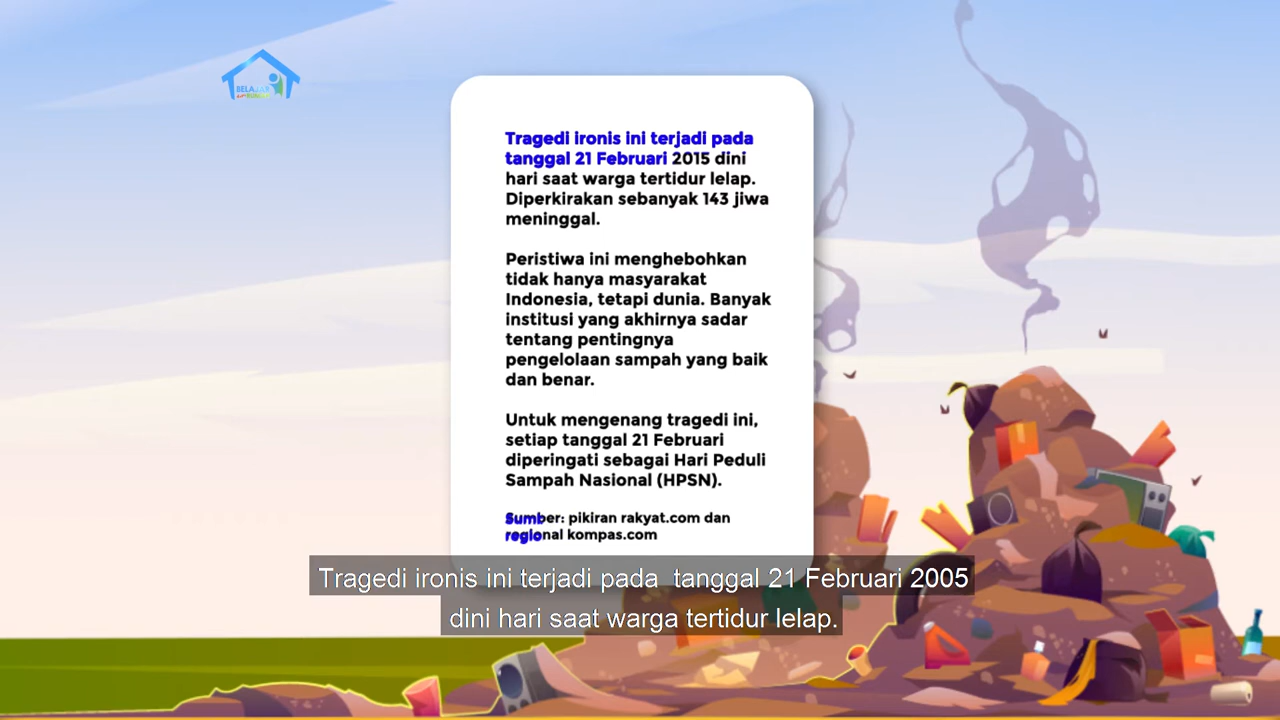 BELAJAR
Tragedi ironis ini terjadi pada
tanggal 21 Februari 2015 dini
hari saat warga tertidur lelap.
Diperkirakan sebanyak 143 jiwa
meninggal.
Peristiwa ini menghebohkan
tidak hanya masyarakat
Indonesia, tetapi dunia. Banyak
institusi yang akhirnya sadar
tentang pentingnya
pengelolaan sampah yang baik
dan benar.
Untuk mengenang tragedi ini,
setiap tanggal 21 Februari
diperingati sebagai Hari Peduli
Sampah Nasional (HPSN).
Sumber: pikiran rakyat.com dan
regional kompas.com
Tragedi ironis ini terjadi pada tanggal 21 Februari 2005
dini hari saat warga tertidur lelap.